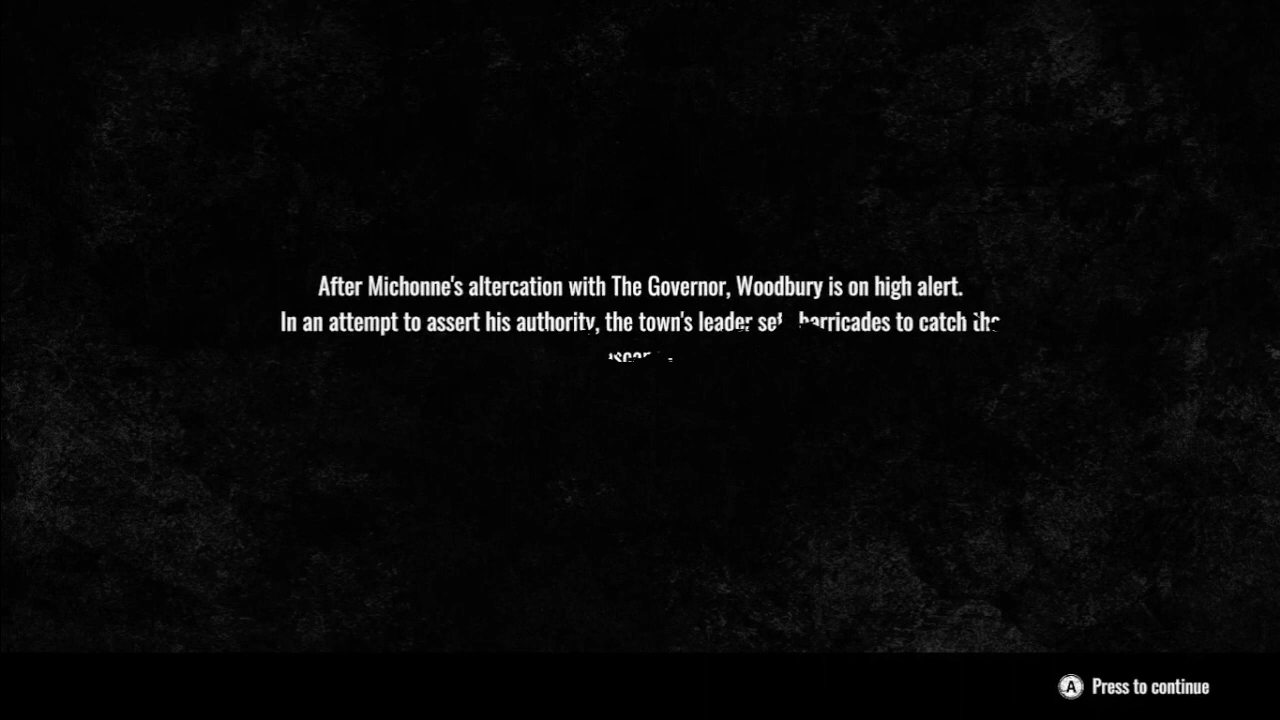 After Michonne's altercation with The Governor, Woodbury is on high alert.
In an attempt to assert his authority, the town's leader barricades to catch the
A Press to continue